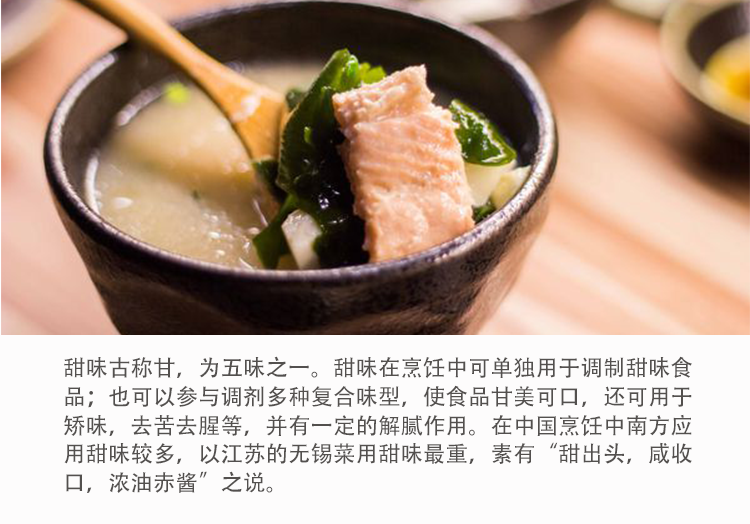 甜味古称甘，为五味之一。甜味在烹饪中可单独用于调制甜味食
品；也可以参与调剂多种复合味型，使食品甘美可口，还可用于
矫味，去苦去腥等，并有一定的解腻作用。在中国烹饪中南方应
用甜味较多，以江苏的无锡菜用甜味最重，素有“甜出头，咸收
口，浓油赤酱”之说。